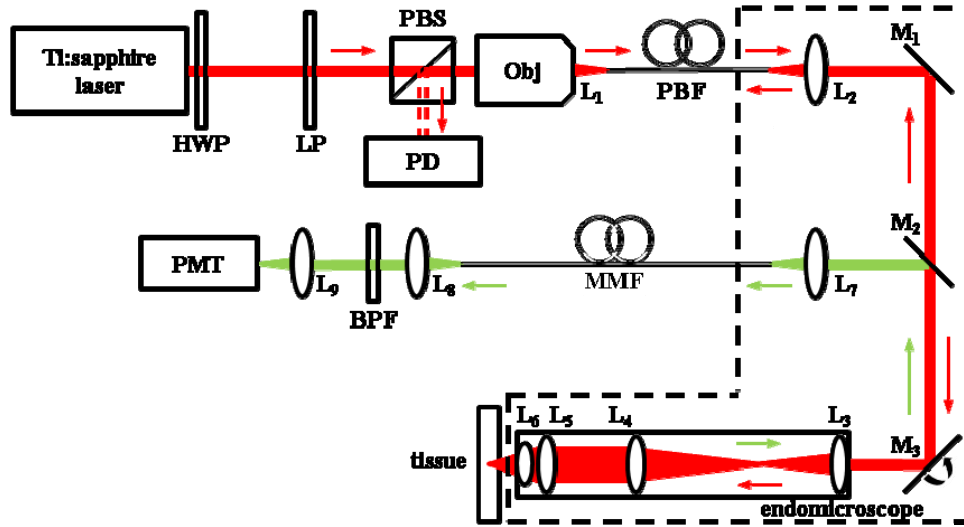 Ti:sapphire
laser
HWP
LP
PBS
PD
Obj
L1
PBF
L2
M1
PMT
L9
BPF
L8
MMF
L7
M2
tissue
L6
L5
L4
L3
M3
endomicroscope